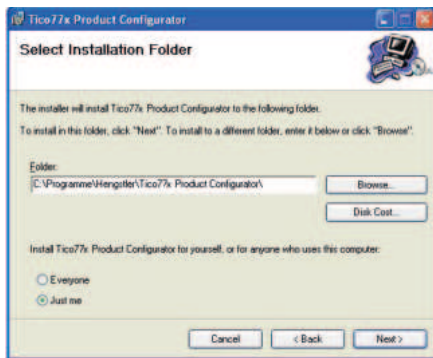 Tico77x Product Configurator
Select Installation Folder
The installer will install Tico77x Product Configurator to the following folder.
To install in this folder, click "Next". To install to a different folder, enter it below or click "Browse".
Folder:
C:\Programme\Hengstler\Tico77x Product Configurator\
Browse...
Disk Cost...
Install Tico77x Product Configurator for yourself, or for anyone who uses this computer:
Everyone
Just me
Cancel
< Back
Next >